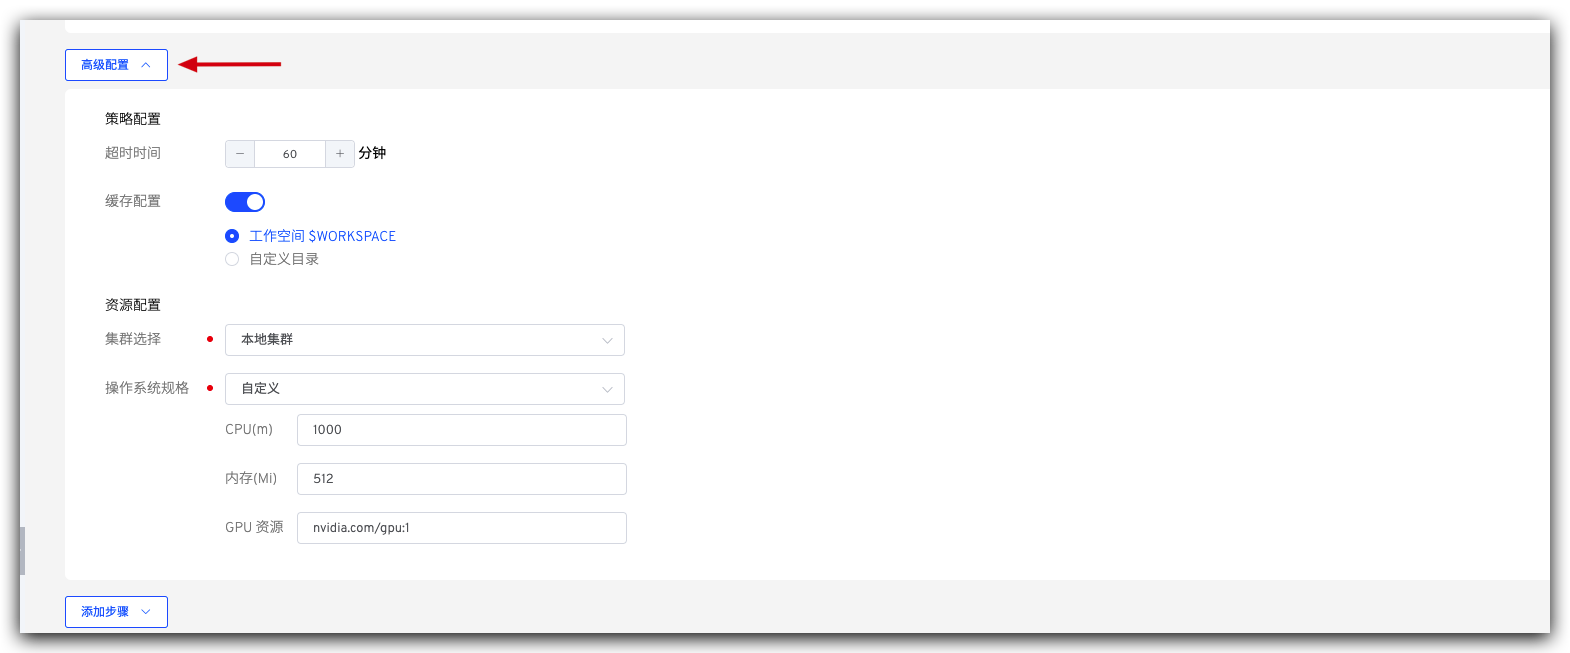 高级配置
策略配置
超时时间 60 分钟
缓存配置
工作空间 $WORKSPACE
自定义目录
资源配置
集群选择 本地集群
操作系统规格 自定义
CPU(m) 1000
内存(Mi) 512
GPU 资源 nvidia.com/gpu:1
添加步骤